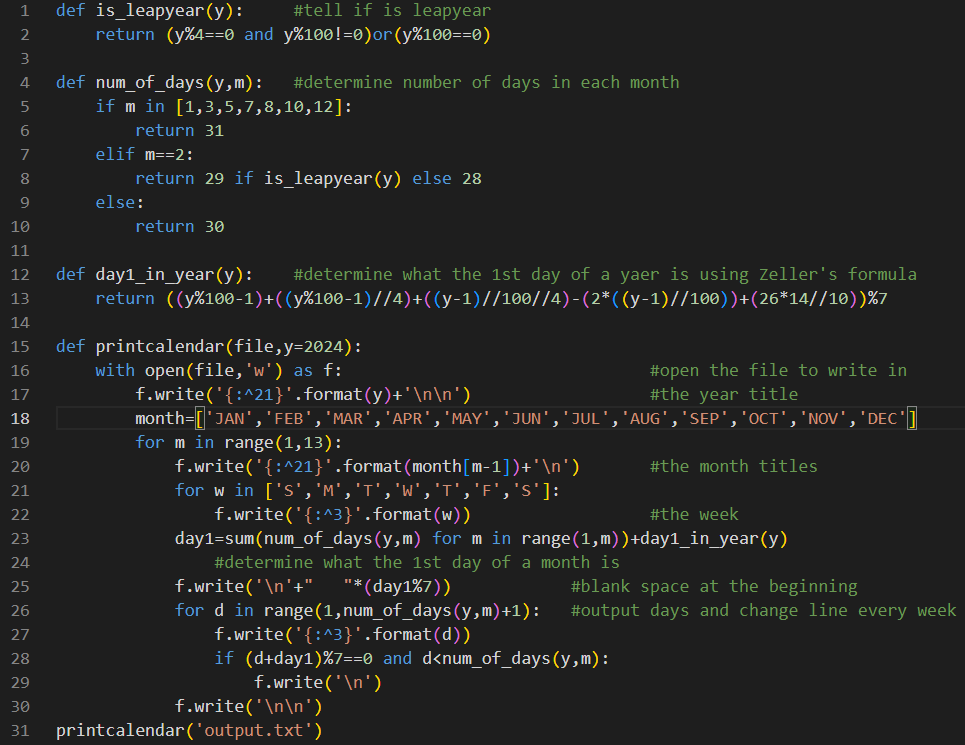 1 def is_leapyear(y):     #tell if is leapyear
2     return (y%4==0 and y%100!=0)or(y%100==0)
3
4 def num_of_days(y,m):   #determine number of days in each month
5     if m in [1,3,5,7,8,10,12]:
6         return 31
7     elif m==2:
8         return 29 if is_leapyear(y) else 28
9     else:
10         return 30
11
12 def day1_in_year(y):    #determine what the 1st day of a yaer is using Zeller's formula
13     return ((y%100-1)+((y%100-1)//4)+((y-1)//100//4)-(2*((y-1)//100))+(26*14//10))%7
14
15 def printcalendar(file,y=2024):
16     with open(file,'w') as f:                               #open the file to write in
17         f.write('{:^21}'.format(y)+'\n\n')                  #the year title
18         month=['JAN','FEB','MAR','APR','MAY','JUN','JUL','AUG','SEP','OCT','NOV','DEC']
19         for m in range(1,13):
20             f.write('{:^21}'.format(month[m-1])+'\n')       #the month titles
21             for w in ['S','M','T','W','T','F','S']:
22                 f.write('{:^3}'.format(w))                  #the week
23             day1=sum(num_of_days(y,m) for m in range(1,m))+day1_in_year(y)
24                 #determine what the 1st day of a month is
25             f.write('\n'+"   "*(day1%7))            #blank space at the beginning
26             for d in range(1,num_of_days(y,m)+1):   #output days and change line every week
27                 f.write('{:^3}'.format(d))
28                 if (d+day1)%7==0 and d<num_of_days(y,m):
29                     f.write('\n')
30             f.write('\n\n')
31 printcalendar('output.txt')